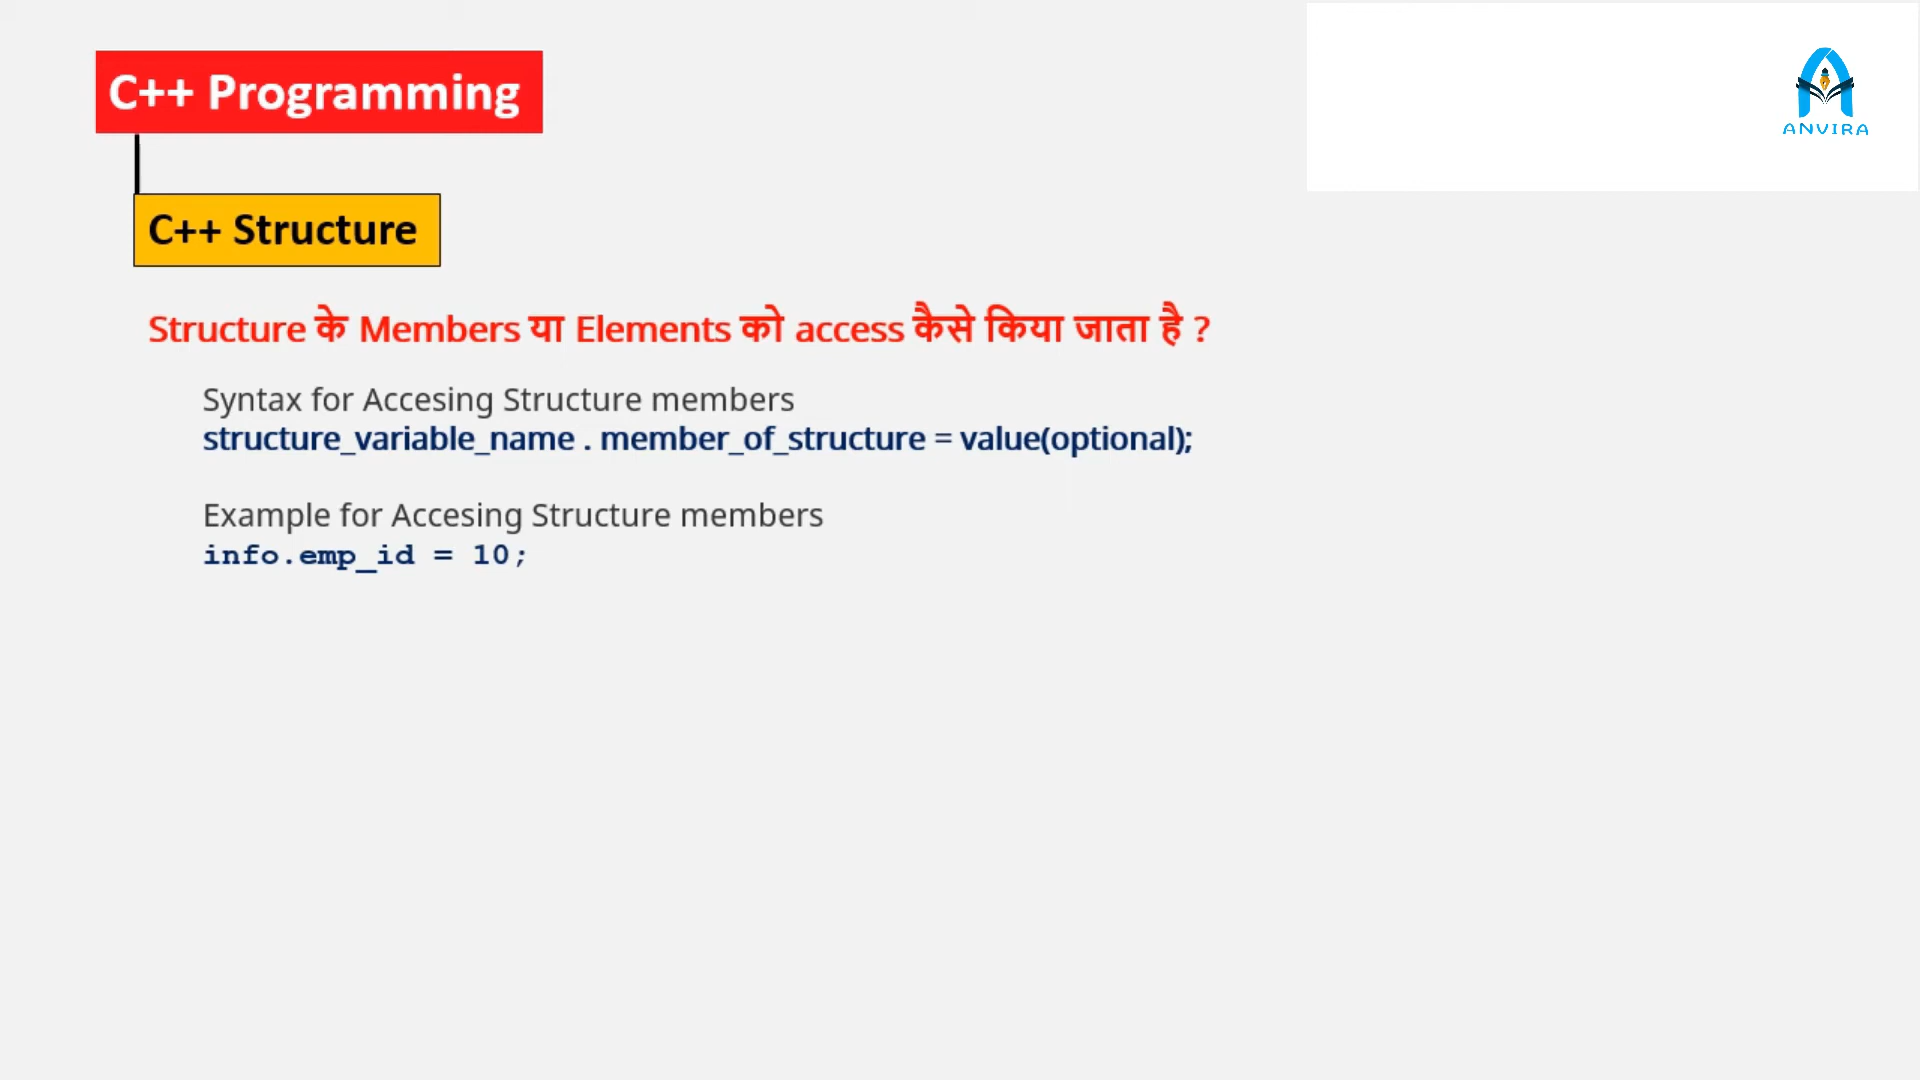 C++ Programming
ANVIRA
C++ Structure
Structure के Members या Elements को access कैसे किया जाता है ?
Syntax for Accesing Structure members
structure_variable_name . member_of_structure = value(optional);
Example for Accesing Structure members
info.emp_id = 10;